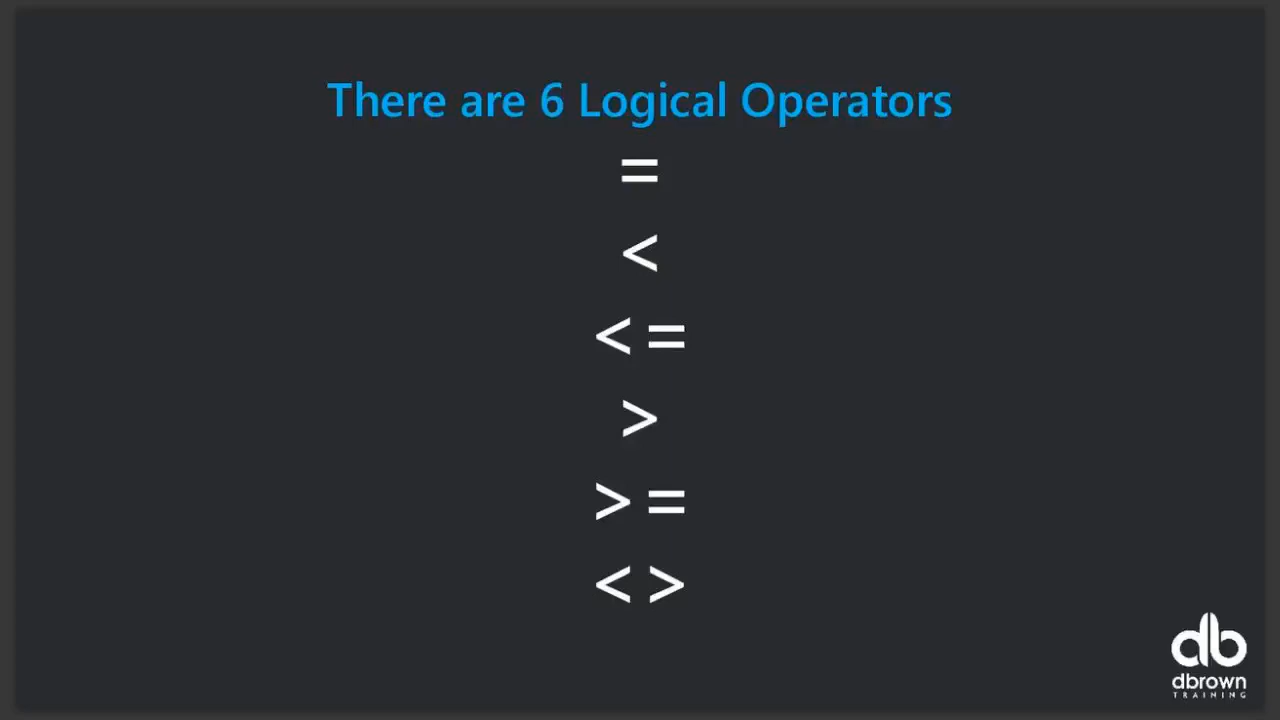 There are 6 Logical Operators
=
<
<=
>
>=
<>
db
dbrown
TRAINING